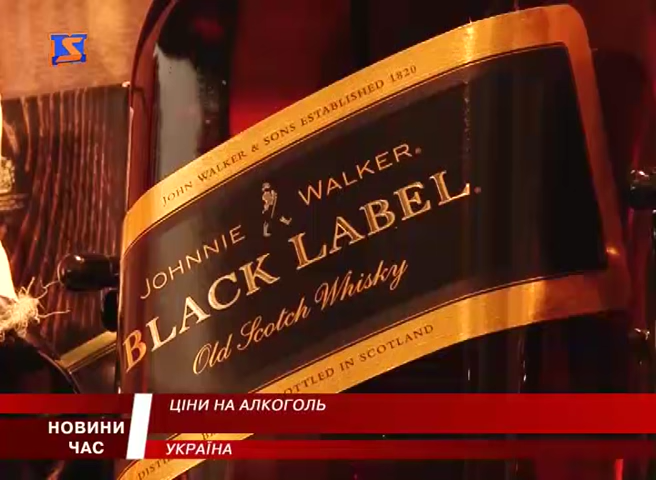 JOHN WALKER & SONS ESTABLISHED 1820
JOHNNIE WALKER.
BLACK LABEL.
Old Scotch Whisky
BOTTLED IN SCOTLAND
ЦІНИ НА АЛКОГОЛЬ
НОВИНИ
ЧАС
УКРАЇНА